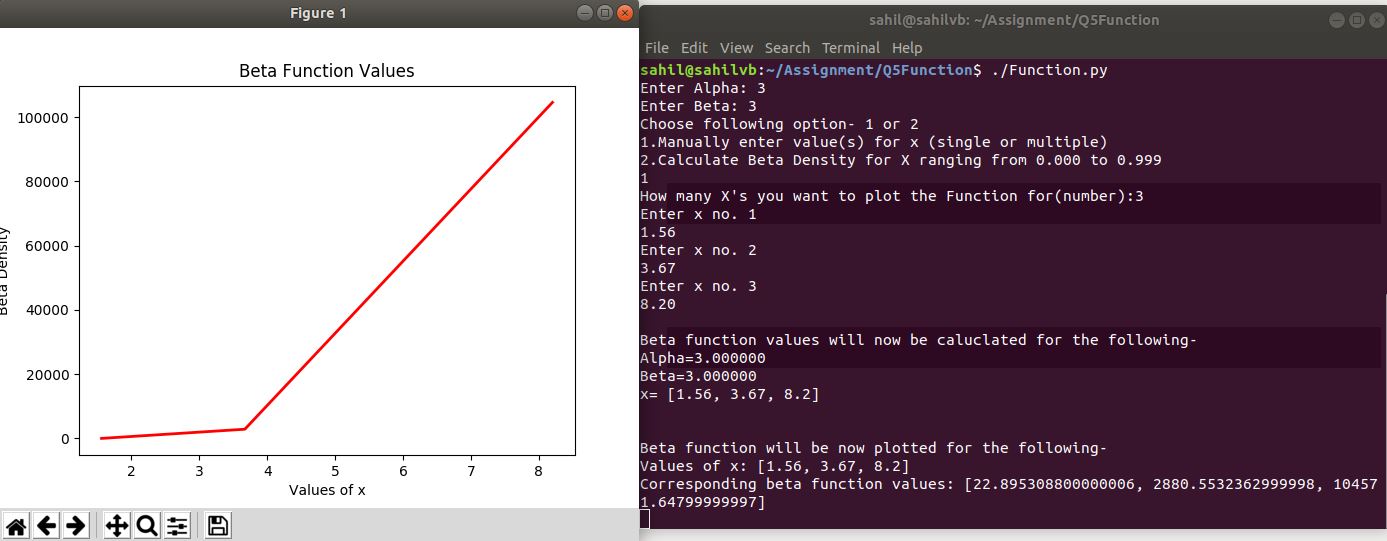 Figure 1
Beta Function Values
100000
80000
60000
40000
20000
0
Beta Density
2 3 4 5 6 7 8
Values of x
sahil@sahilvb: ~/Assignment/Q5Function
File Edit View Search Terminal Help
sahil@sahilvb:~/Assignment/Q5Function$ ./Function.py
Enter Alpha: 3
Enter Beta: 3
Choose following option- 1 or 2
1.Manually enter value(s) for x (single or multiple)
2.Calculate Beta Density for X ranging from 0.000 to 0.999
1
How many X's you want to plot the Function for(number):3
Enter x no. 1
1.56
Enter x no. 2
3.67
Enter x no. 3
8.20
Beta function values will now be caluclated for the following-
Alpha=3.000000
Beta=3.000000
x= [1.56, 3.67, 8.2]
Beta function will be now plotted for the following-
Values of x: [1.56, 3.67, 8.2]
Corresponding beta function values: [22.895308800000006, 2880.5532362999998, 10457
1.64799999997]